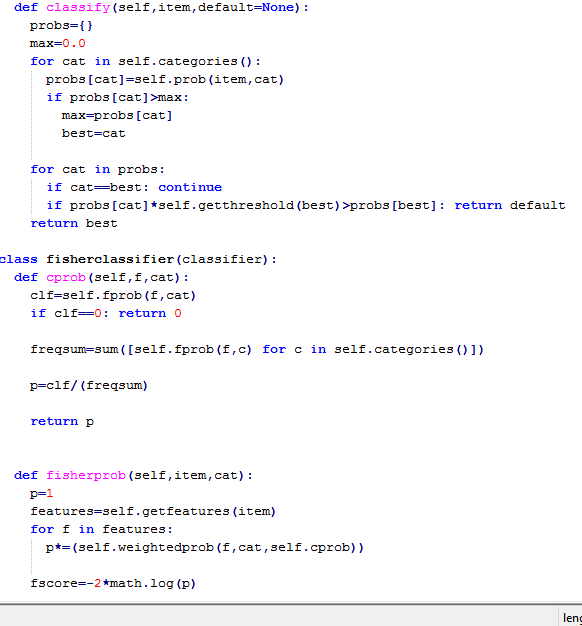 def classify(self,item,default=None):
probs={}
max=0.0
for cat in self.categories():
probs[cat]=self.prob(item,cat)
if probs[cat]>max:
max=probs[cat]
best=cat
for cat in probs:
if cat==best: continue
if probs[cat]*self.getthreshold(best)>probs[best]: return default
return best
class fisherclassifier(classifier):
def cprob(self,f,cat):
clf=self.fprob(f,cat)
if clf==0: return 0
freqsum=sum([self.fprob(f,c) for c in self.categories()])
p=clf/(freqsum)
return p
def fisherprob(self,item,cat):
p=1
features=self.getfeatures(item)
for f in features:
p*=(self.weightedprob(f,cat,self.cprob))
fscore=-2*math.log(p)